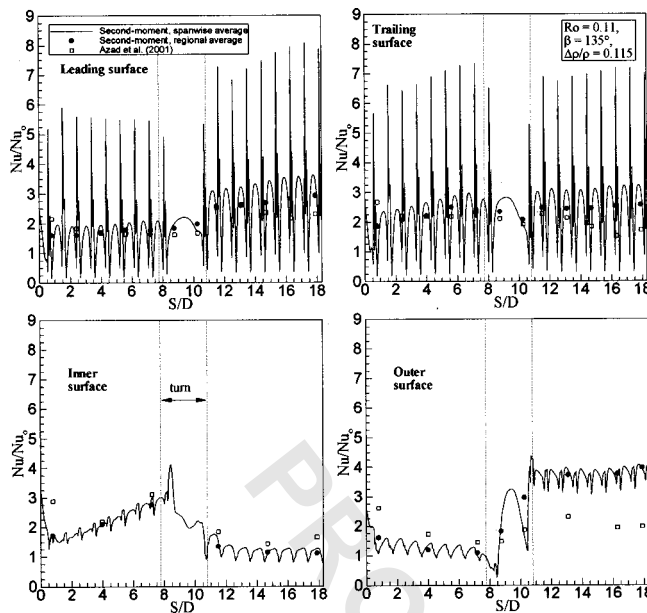 Second-moment, spanwise average
Second-moment, regional average
Azad et al. (2001)
Leading surface
Nu/Nuₒ
9
8
7
6
5
4
3
2
1
0
0 2 4 6 8 10 12 14 16 18
S/D
Trailing surface
Ro = 0.11,
β = 135°
Δρ/ρ = 0.115
Nu/Nuₒ
9
8
7
6
5
4
3
2
1
0
0 2 4 6 8 10 12 14 16 18
S/D
Inner surface
turn
Nu/Nuₒ
9
8
7
6
5
4
3
2
1
0
0 2 4 6 8 10 12 14 16 18
S/D
Outer surface
Nu/Nuₒ
9
8
7
6
5
4
3
2
1
0
0 2 4 6 8 10 12 14 16 18
S/D
PRO